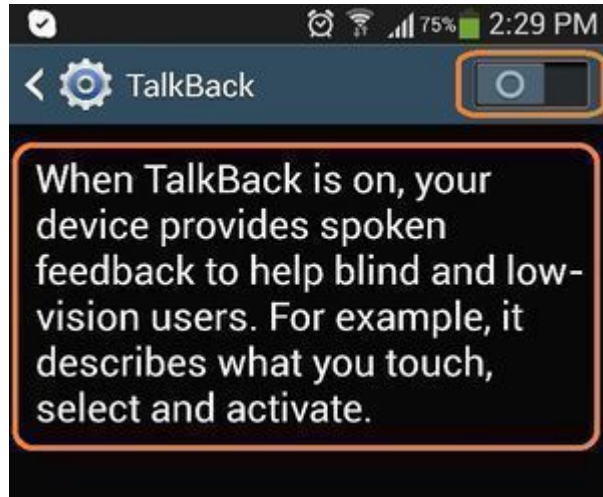 75% 2:29 PM
TalkBack
When TalkBack is on, your
device provides spoken
feedback to help blind and low-
vision users. For example, it
describes what you touch,
select and activate.